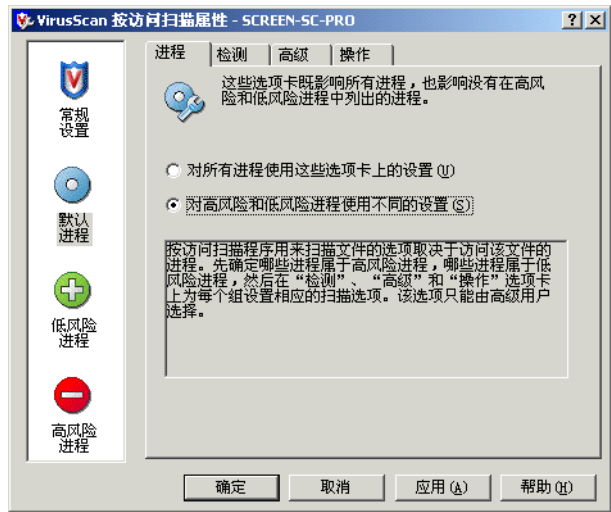 VirusScan 按访问扫描属性 - SCREEN-SC-PRO
常规
设置
默认
进程
低风险
进程
高风险
进程
进程
检测
高级
操作
这些选项卡既影响所有进程，也影响没有在高风
险和低风险进程中列出的进程。
对所有进程使用这些选项卡上的设置(U)
对高风险和低风险进程使用不同的设置(S)
按访问扫描程序用来扫描文件的选项取决于访问该文件的
进程。先确定哪些进程属于高风险进程，哪些进程属于低
风险进程，然后在“检测”、“高级”和“操作”选项卡
上为每个组设置相应的扫描选项。该选项只能由高级用户
选择。
确定
取消
应用(A)
帮助(H)